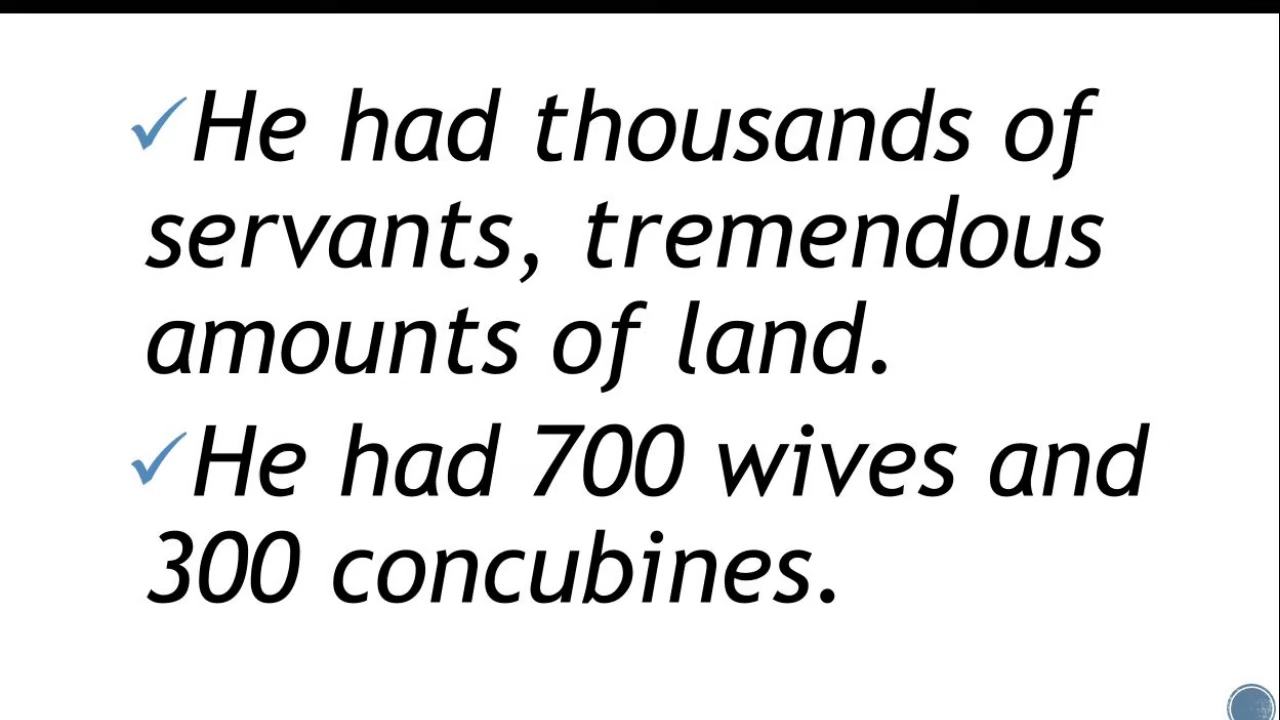 ✓He had thousands of
servants, tremendous
amounts of land.
✓He had 700 wives and
300 concubines.